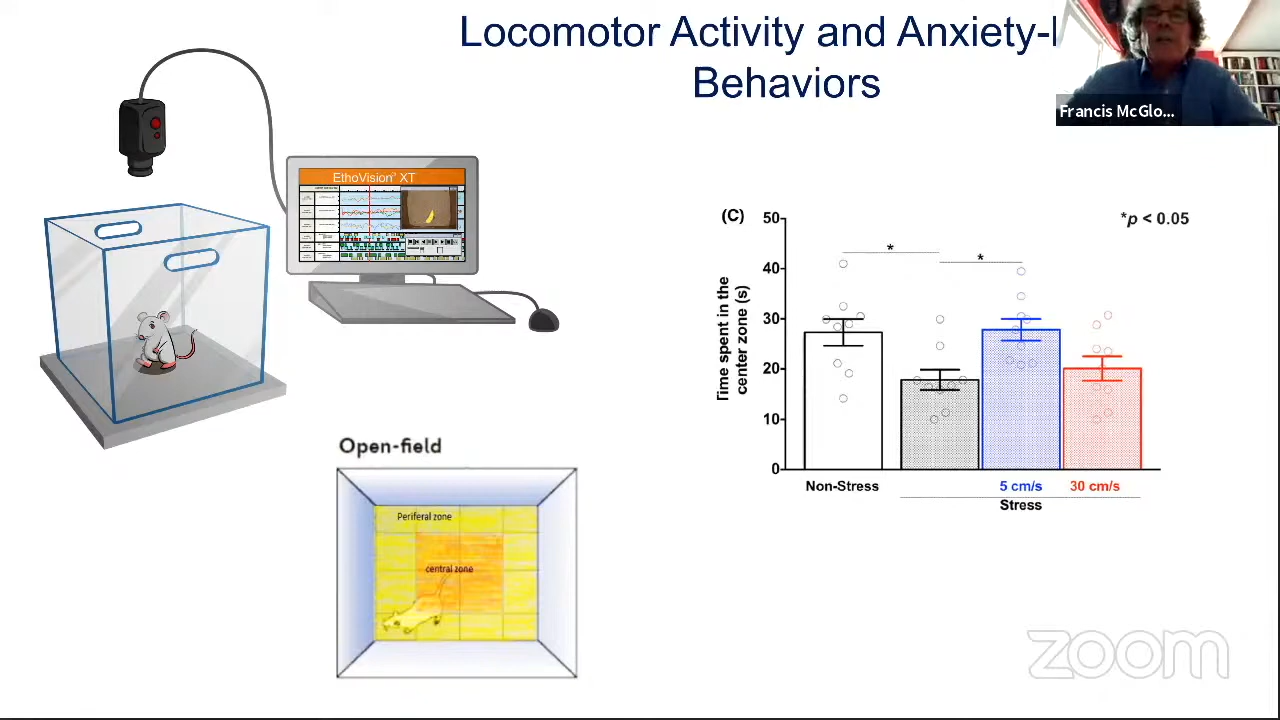 Locomotor Activity and Anxiety-l
Behaviors
Francis McGlo...
EthoVision XT
(C)
*p < 0.05
50
40
30
20
10
0
Time spent in the
center zone (s)
*
*
Non-Stress
5 cm/s
30 cm/s
Stress
Open-field
Periferal zone
central zone
zoom